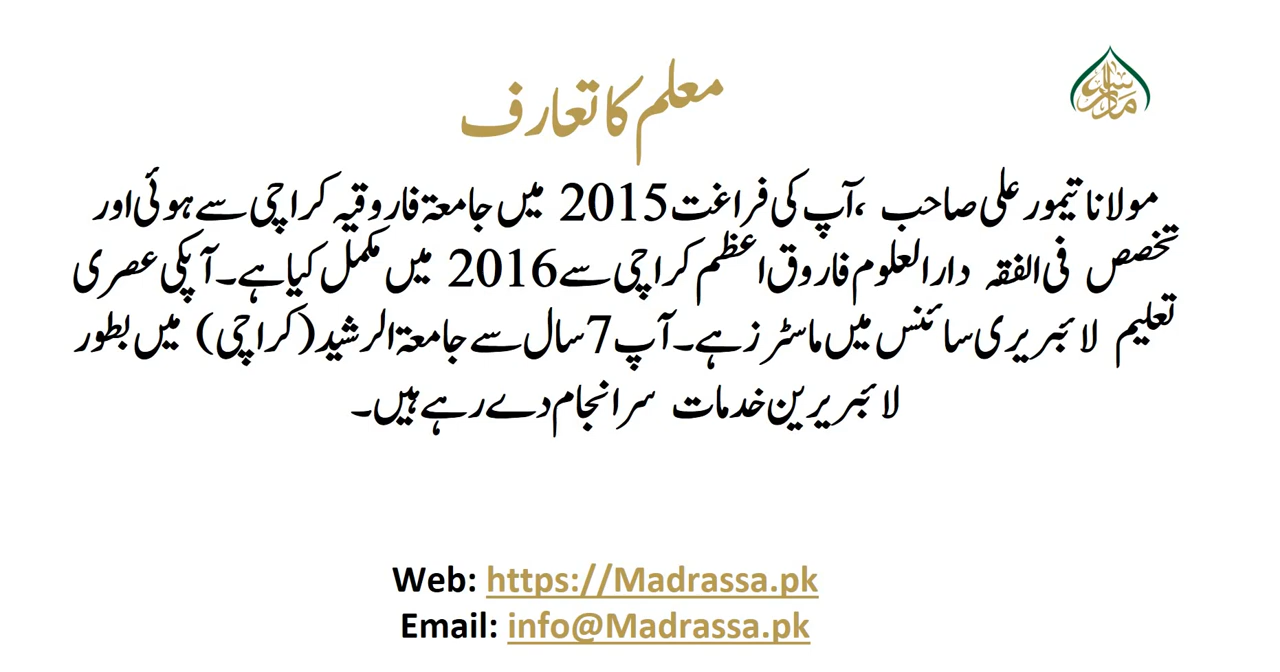 معلم کا تعارف
مدارسہ
مولانا تیمور علی صاحب ،آپ کی فراغت 2015 میں جامعۃ فاروقیہ کراچی سے ہوئی اور
تخصص فی الفقہ دارالعلوم فاروق اعظم کراچی سے 2016 میں مکمل کیا ہے۔ آپکی عصری
تعلیم لائبریری سائنس میں ماسٹرز ہے۔ آپ 7 سال سے جامعۃ الرشید (کراچی) میں بطور
لائبریرین خدمات سرانجام دے رہے ہیں۔
Web: https://Madrassa.pk
Email: info@Madrassa.pk